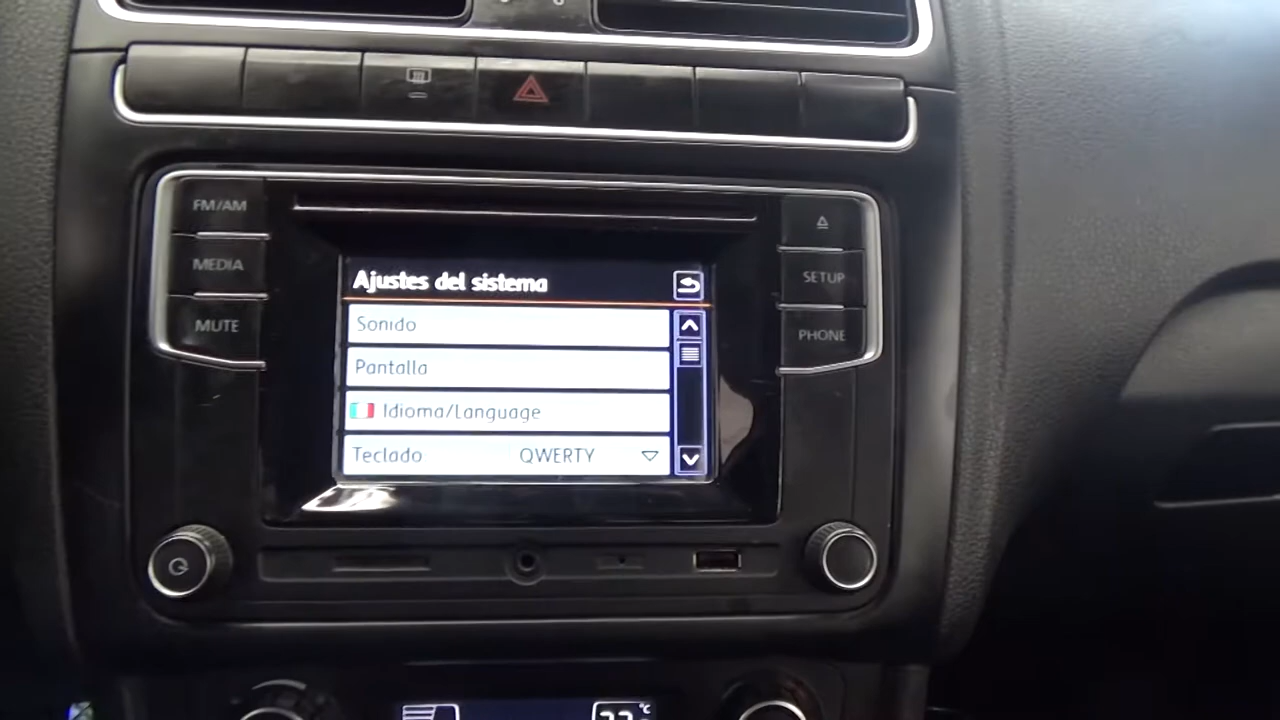 FM/AM
MEDIA
MUTE
Ajustes del sistema
Sonido
Pantalla
Idioma/Language
Teclado QWERTY
SETUP
PHONE
°C